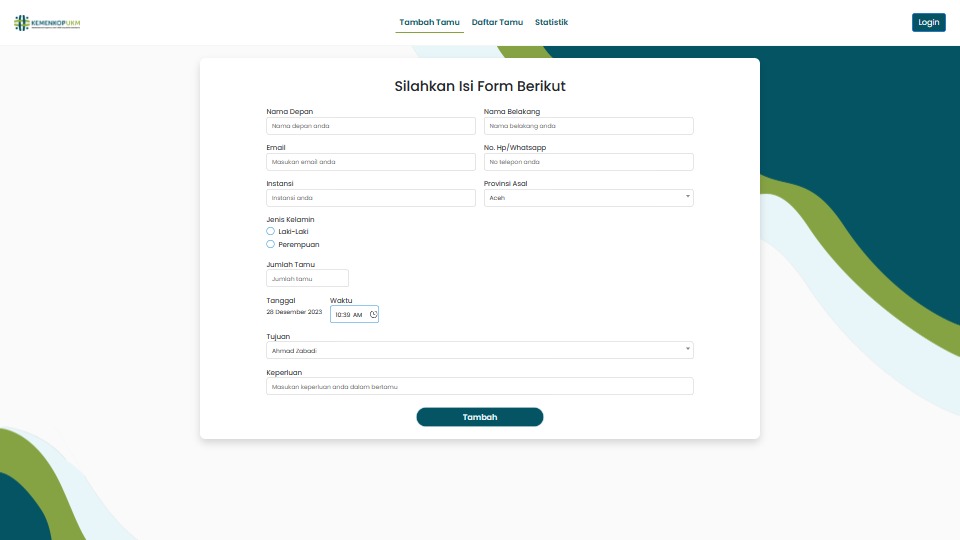 KEMENKOPUKM
Tambah Tamu
Daftar Tamu
Statistik
Login
Silahkan Isi Form Berikut
Nama Depan
Nama Belakang
Nama depan anda
Nama belakang anda
Email
No. Hp/Whatsapp
Masukan email anda
No telepon anda
Instansi
Provinsi Asal
Instansi anda
Aceh
Jenis Kelamin
Laki-Laki
Perempuan
Jumlah Tamu
Jumlah tamu
Tanggal
Waktu
28 Desember 2023
10:39 AM
Tujuan
Ahmad Zabadi
Keperluan
Masukan keperluan anda dalam bertamu
Tambah